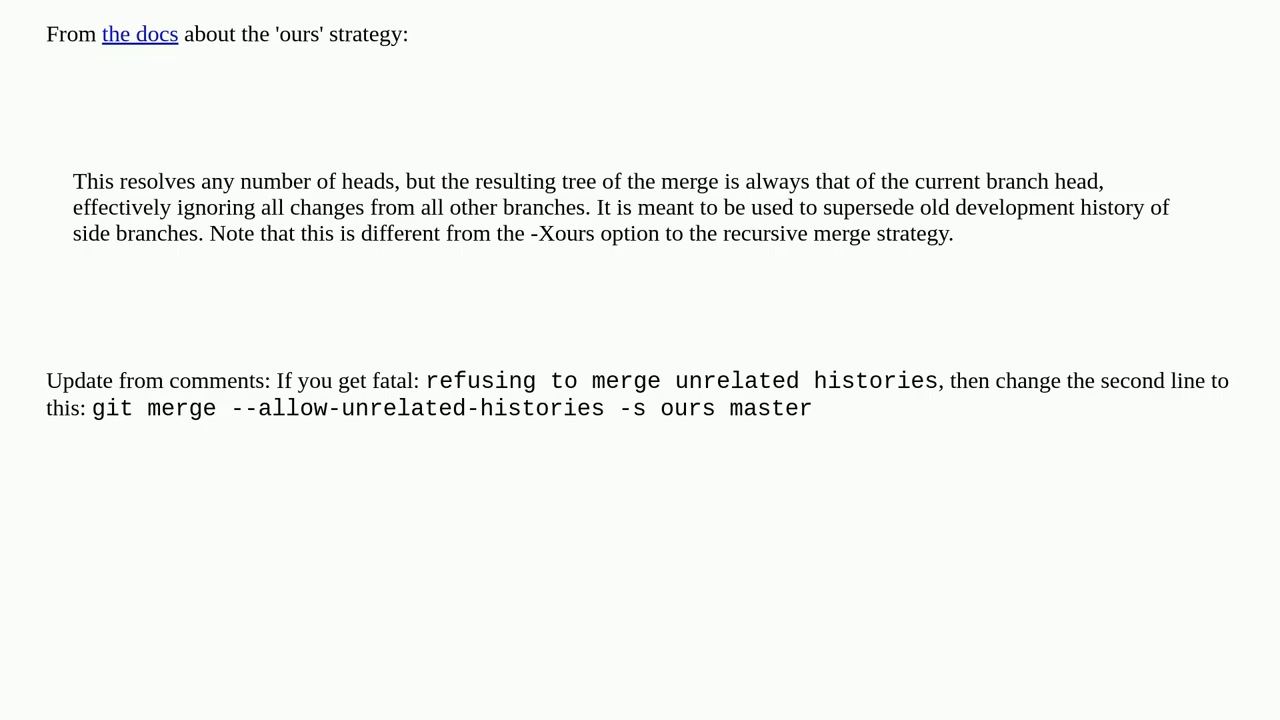 From the docs about the 'ours' strategy:
This resolves any number of heads, but the resulting tree of the merge is always that of the current branch head,
effectively ignoring all changes from all other branches. It is meant to be used to supersede old development history of
side branches. Note that this is different from the -Xours option to the recursive merge strategy.
Update from comments: If you get fatal: refusing to merge unrelated histories, then change the second line to
this: git merge --allow-unrelated-histories -s ours master